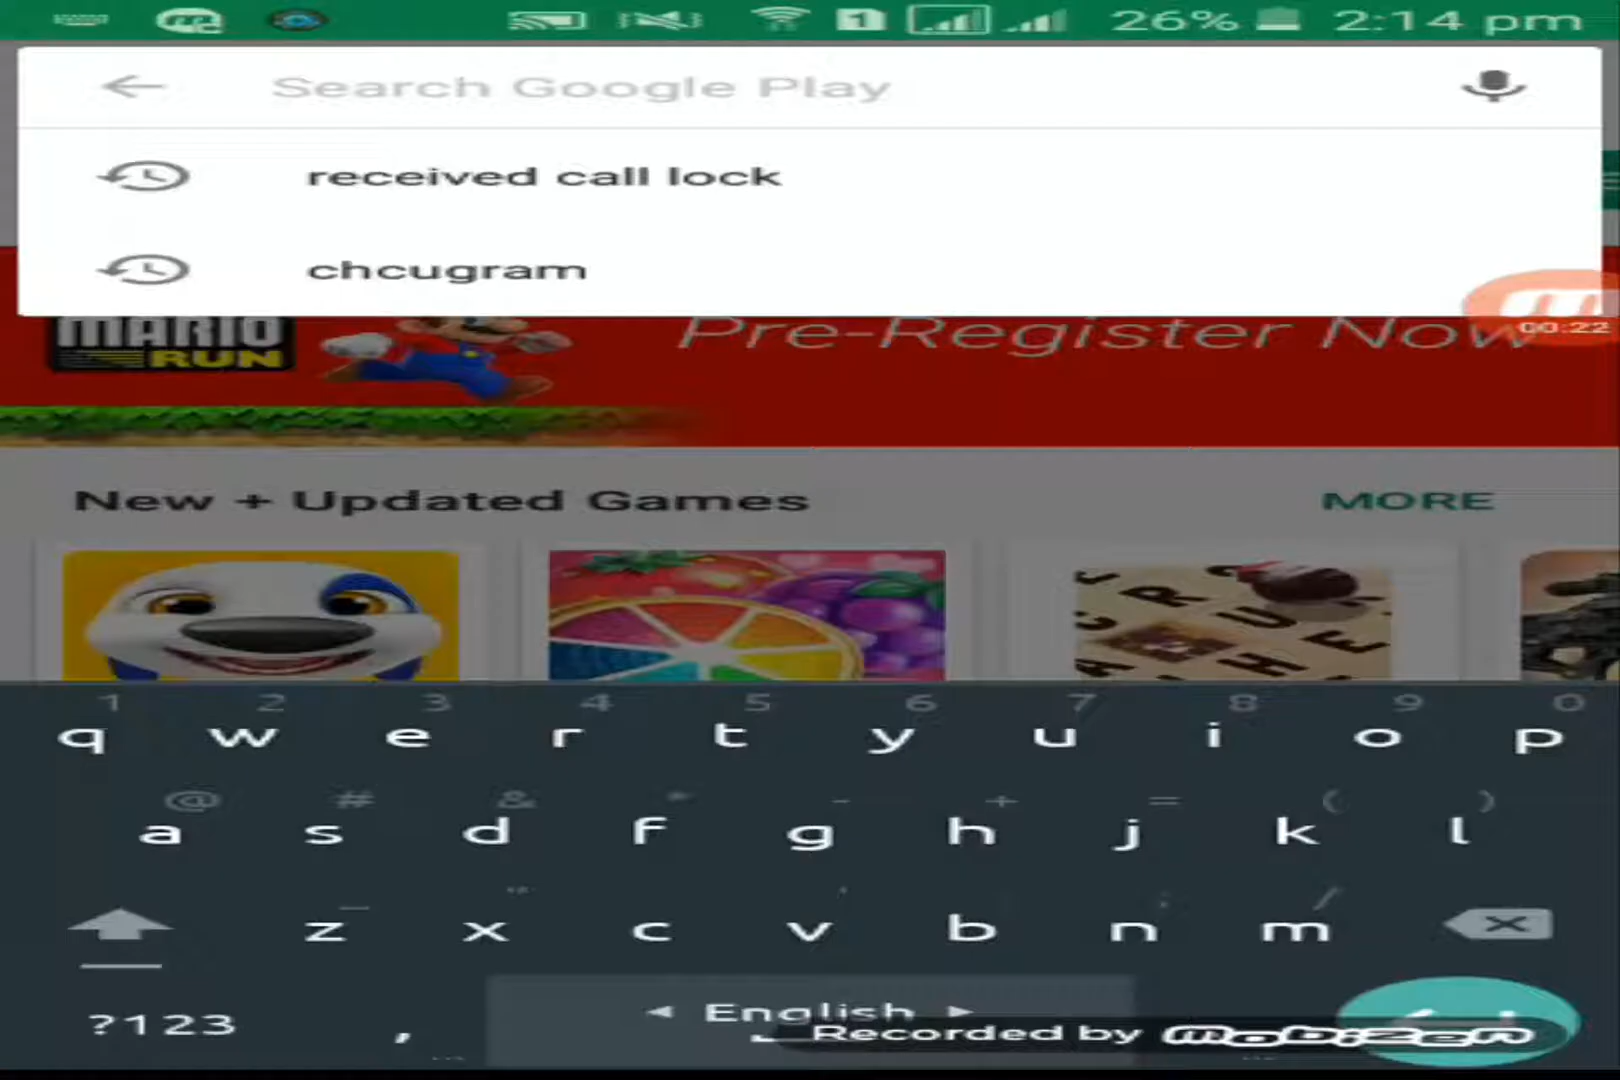 1 26% 2:14 pm
Search Google Play
received call lock
chcugram
00:22
MARIO
RUN
Pre-Register Now
New + Updated Games MORE
1 2 3 4 5 6 7 8 9 0
q w e r t y u i o p
@ # & * - + = ( )
a s d f g h j k l
z x c v b n m
?123 , English
Recorded by mobizen